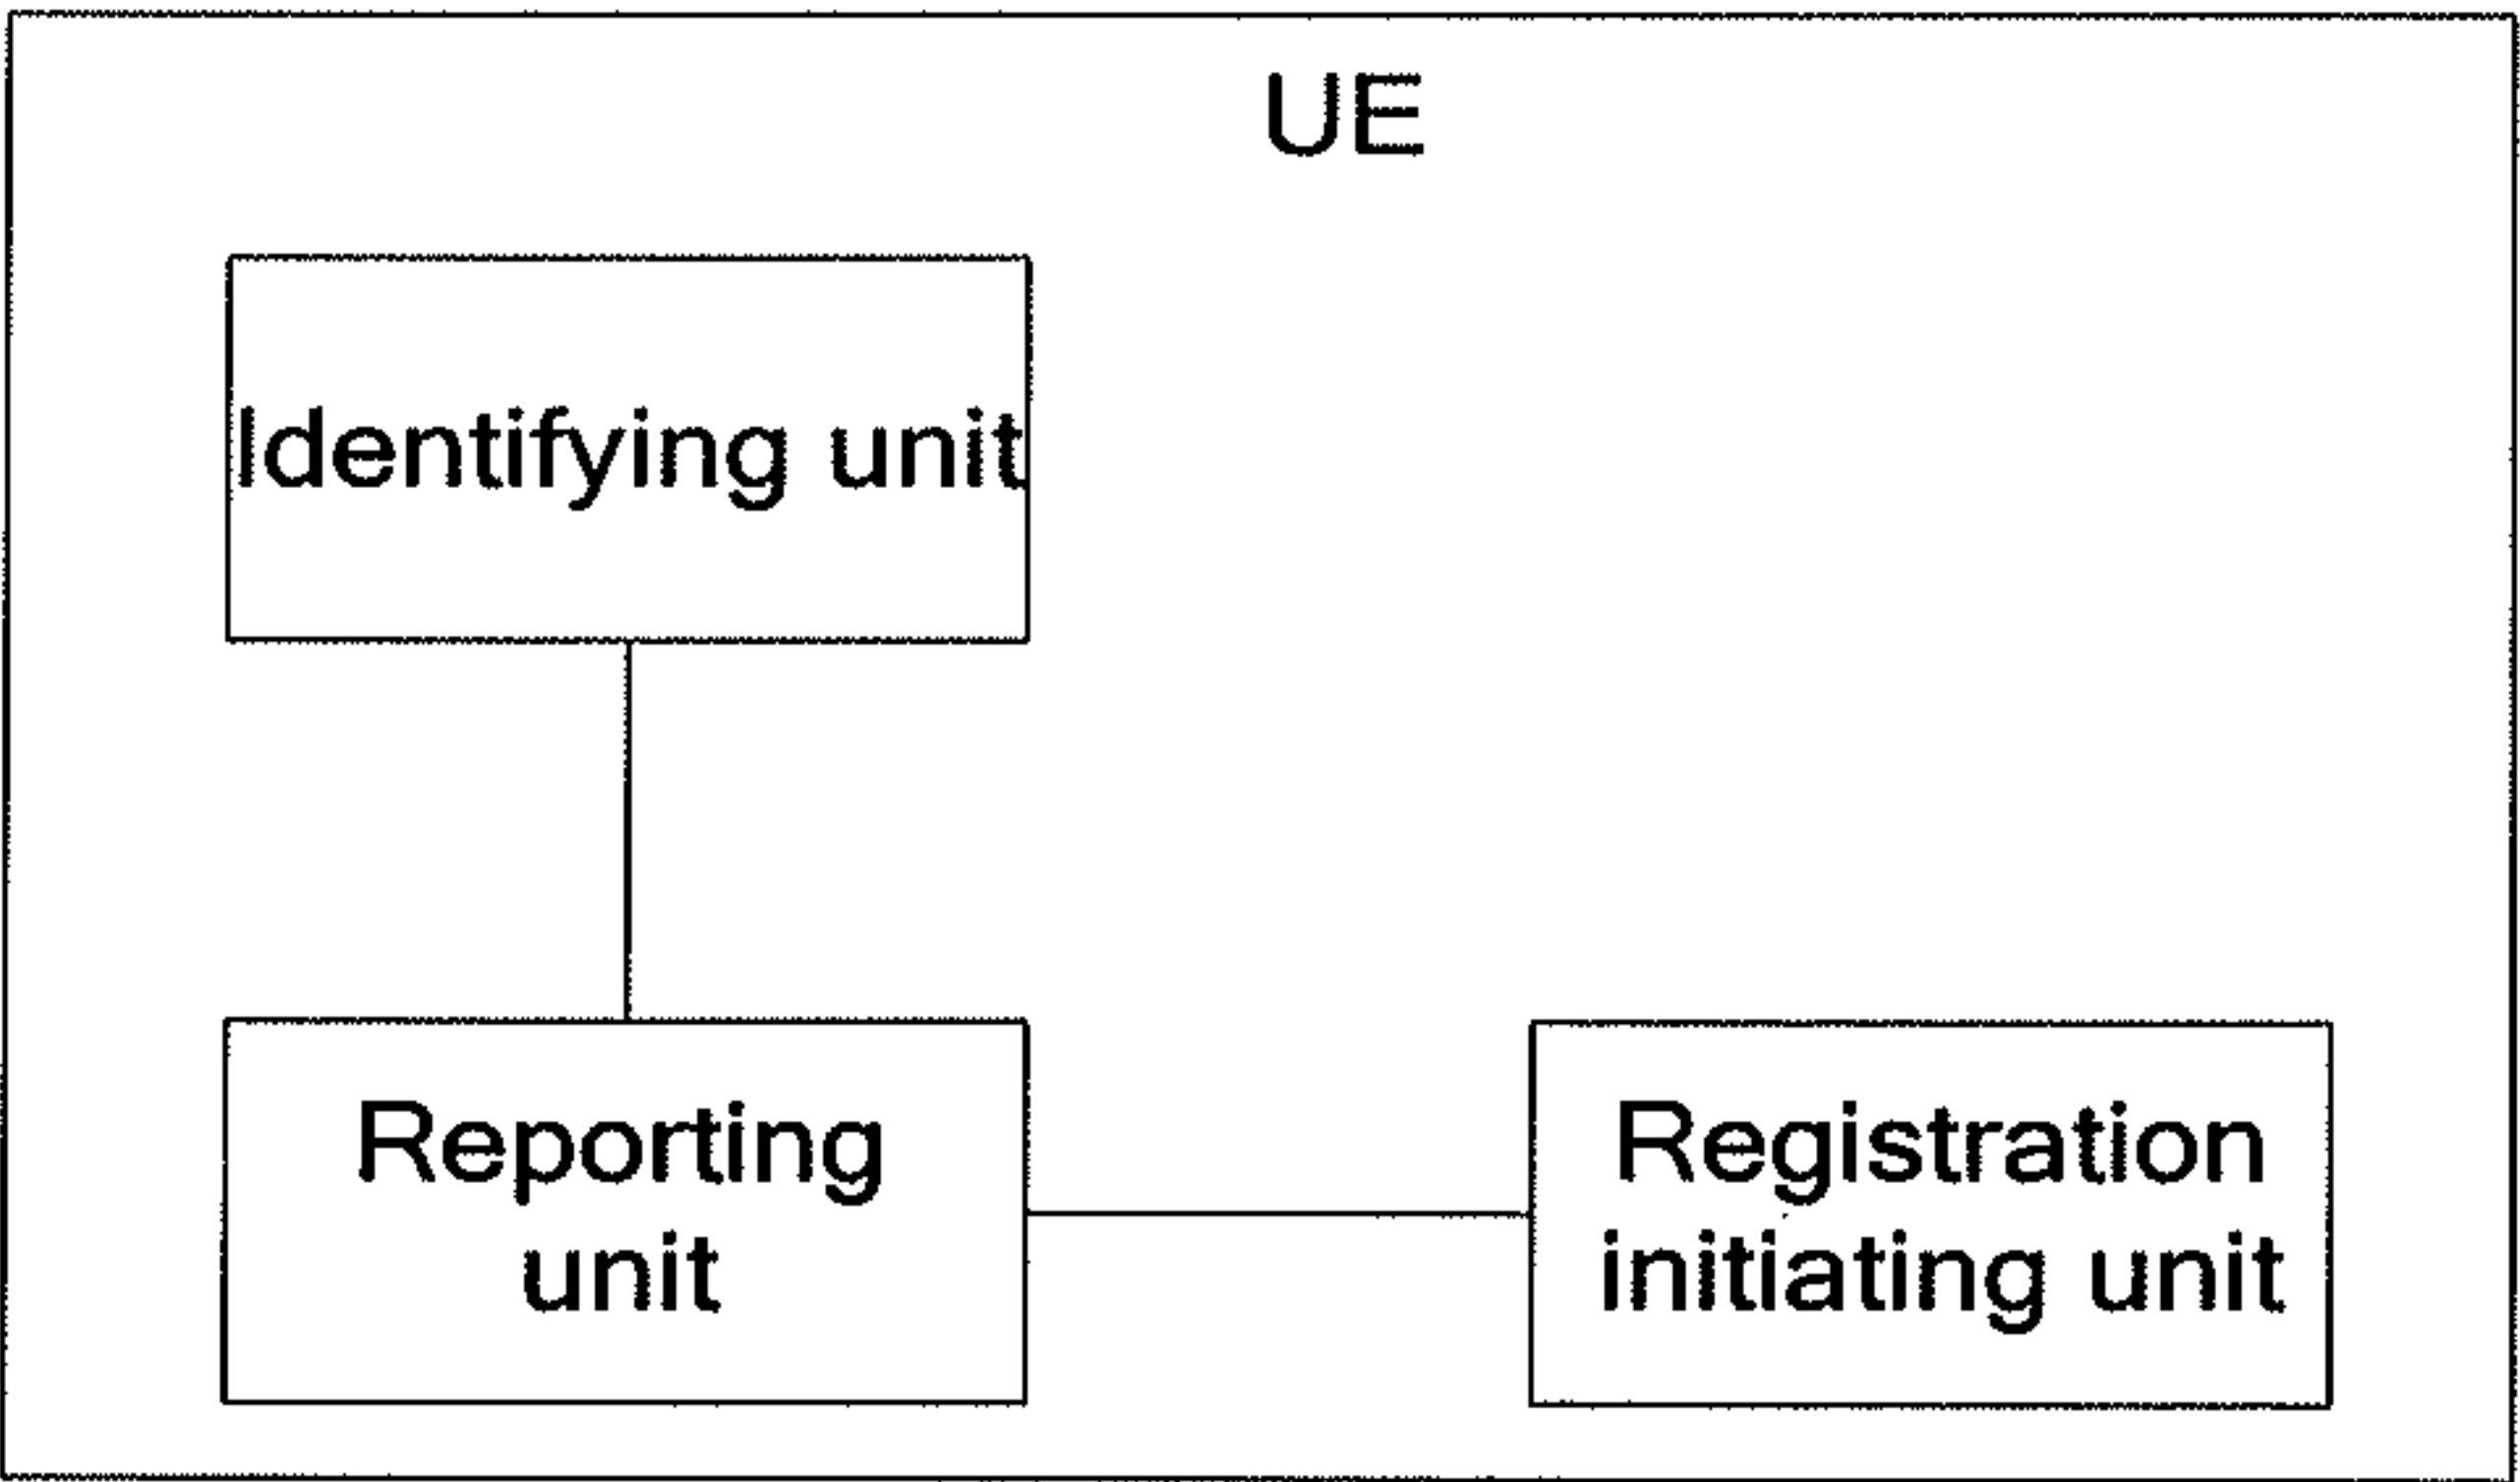 UE
Identifying unit
Reporting
unit
Registration
initiating unit